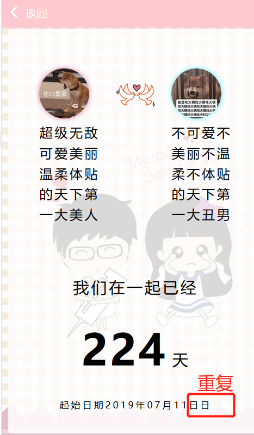 返回
超级无敌
可爱美丽
温柔体贴
的天下第
一大美人
不可爱不
美丽不温
柔不体贴
的天下第
一大丑男
我们在一起已经
224 天
重复
起始日期2019年07月11日日